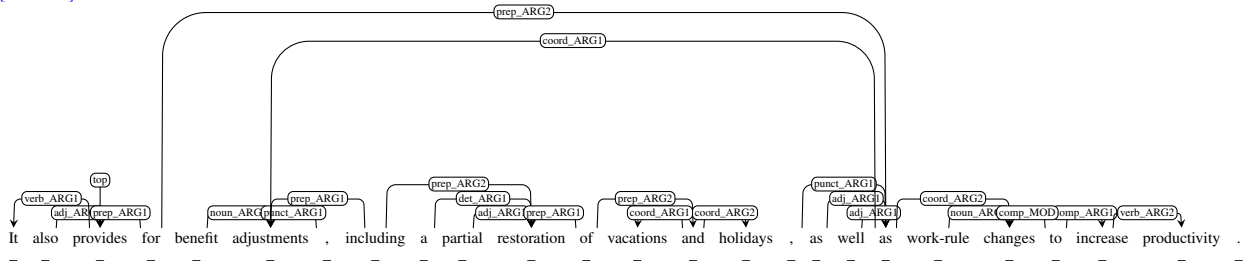 prep_ARG2
coord_ARG1
top
prep_ARG2 punct_ARG1
verb_ARG1 prep_ARG1 det_ARG1 prep_ARG2 adj_ARG1 coord_ARG2
prep_ARG1 punct_ARG1 prep_ARG1 coord_ARG1 coord_ARG2 adj_ARG1 comp_MOD verb_ARG2
It also provides for benefit adjustments , including a partial restoration of vacations and holidays , as well as work-rule changes to increase productivity .